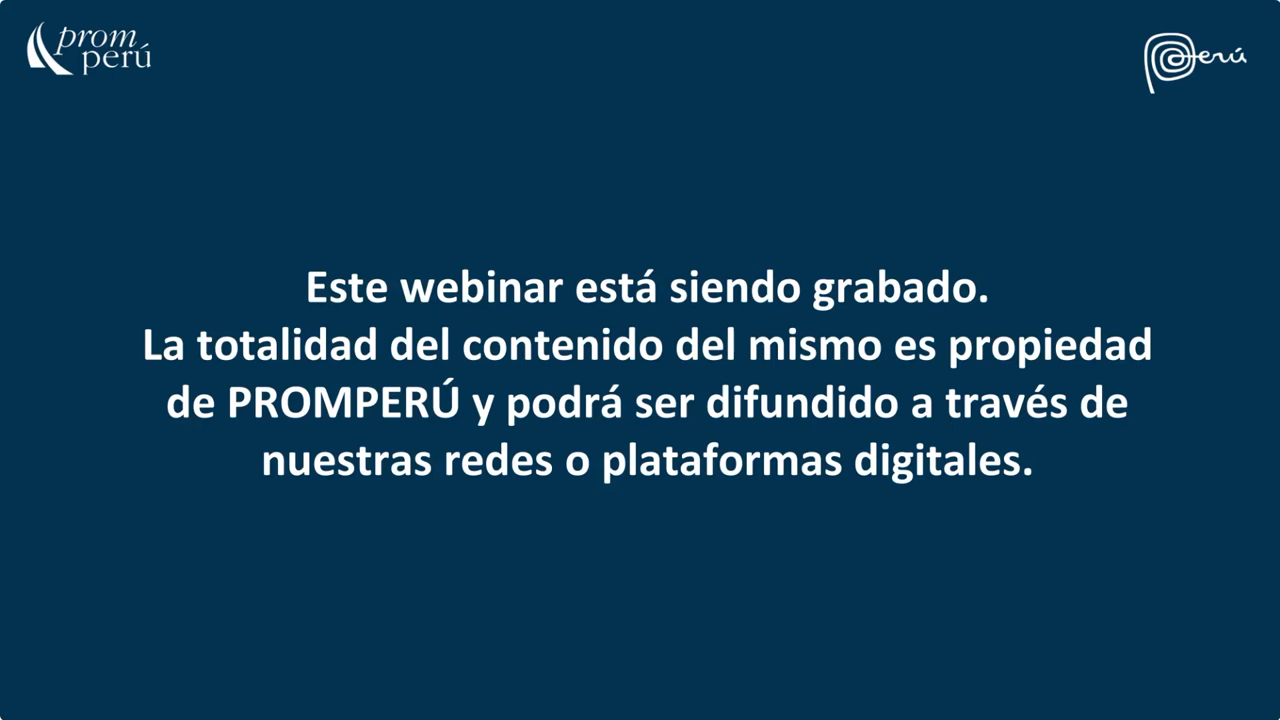 prom
perú
Perú
Este webinar está siendo grabado.
La totalidad del contenido del mismo es propiedad
de PROMPERÚ y podrá ser difundido a través de
nuestras redes o plataformas digitales.